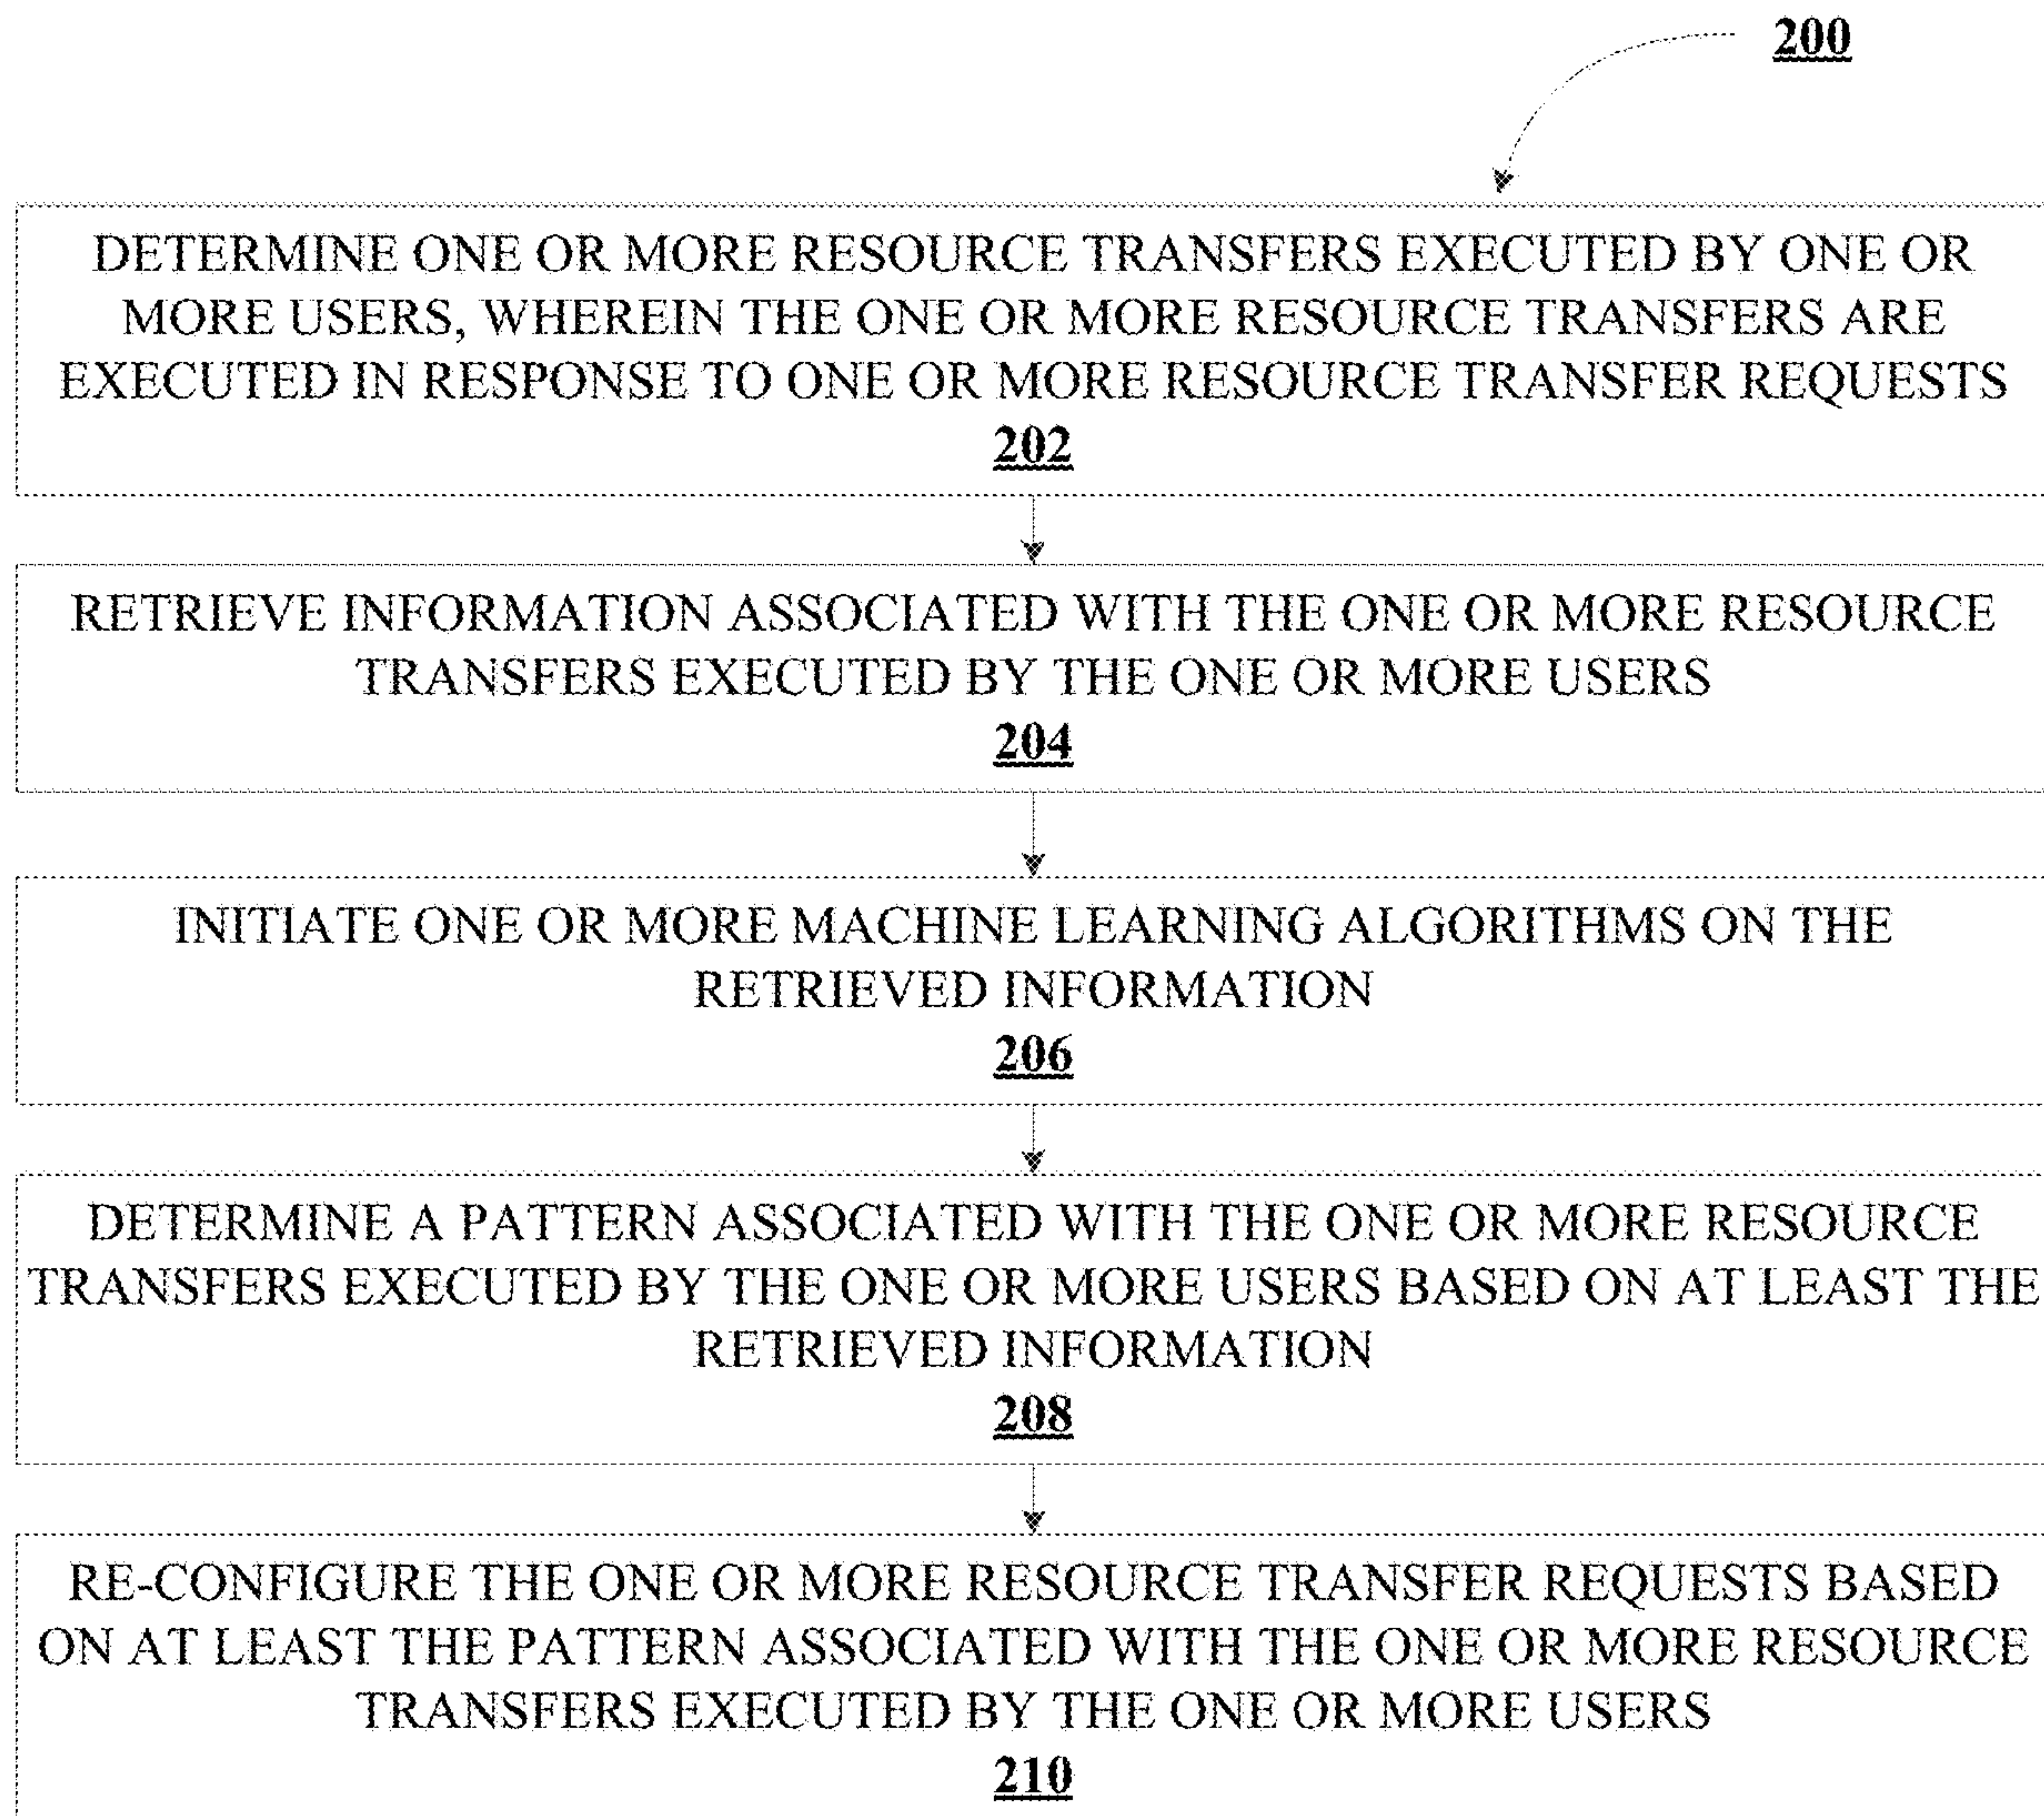 200
DETERMINE ONE OR MORE RESOURCE TRANSFERS EXECUTED BY ONE OR
MORE USERS, WHEREIN THE ONE OR MORE RESOURCE TRANSFERS ARE
EXECUTED IN RESPONSE TO ONE OR MORE RESOURCE TRANSFER REQUESTS
202
RETRIEVE INFORMATION ASSOCIATED WITH THE ONE OR MORE RESOURCE
TRANSFERS EXECUTED BY THE ONE OR MORE USERS
204
INITIATE ONE OR MORE MACHINE LEARNING ALGORITHMS ON THE
RETRIEVED INFORMATION
206
DETERMINE A PATTERN ASSOCIATED WITH THE ONE OR MORE RESOURCE
TRANSFERS EXECUTED BY THE ONE OR MORE USERS BASED ON AT LEAST THE
RETRIEVED INFORMATION
208
RE-CONFIGURE THE ONE OR MORE RESOURCE TRANSFER REQUESTS BASED
ON AT LEAST THE PATTERN ASSOCIATED WITH THE ONE OR MORE RESOURCE
TRANSFERS EXECUTED BY THE ONE OR MORE USERS
210